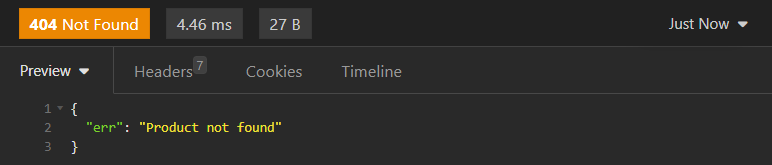 404 Not Found 4.46 ms 27 B Just Now
Preview Headers 7 Cookies Timeline
1 {
2 "err": "Product not found"
3 }